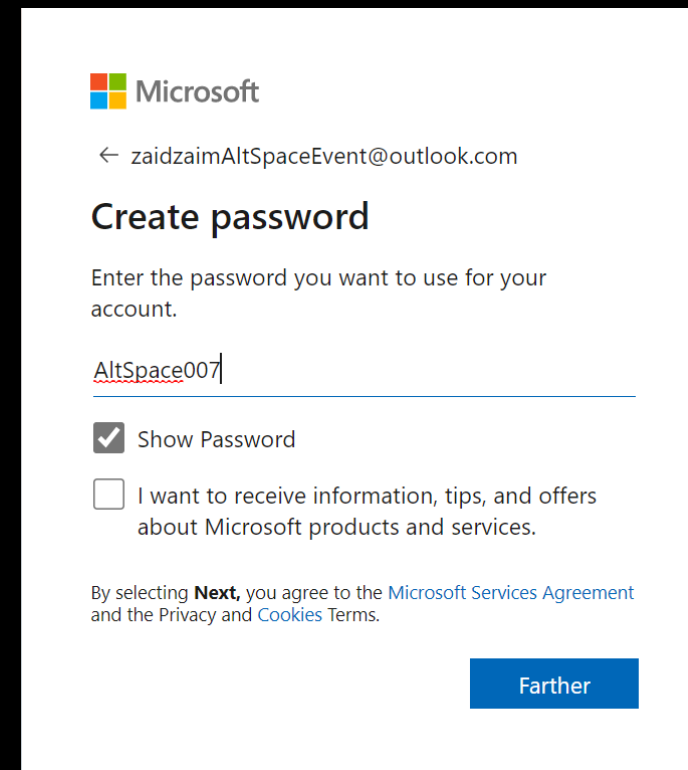 Microsoft
← zaidzaimAltSpaceEvent@outlook.com
Create password
Enter the password you want to use for your
account.
AltSpace007
Show Password
I want to receive information, tips, and offers
about Microsoft products and services.
By selecting Next, you agree to the Microsoft Services Agreement
and the Privacy and Cookies Terms.
Farther